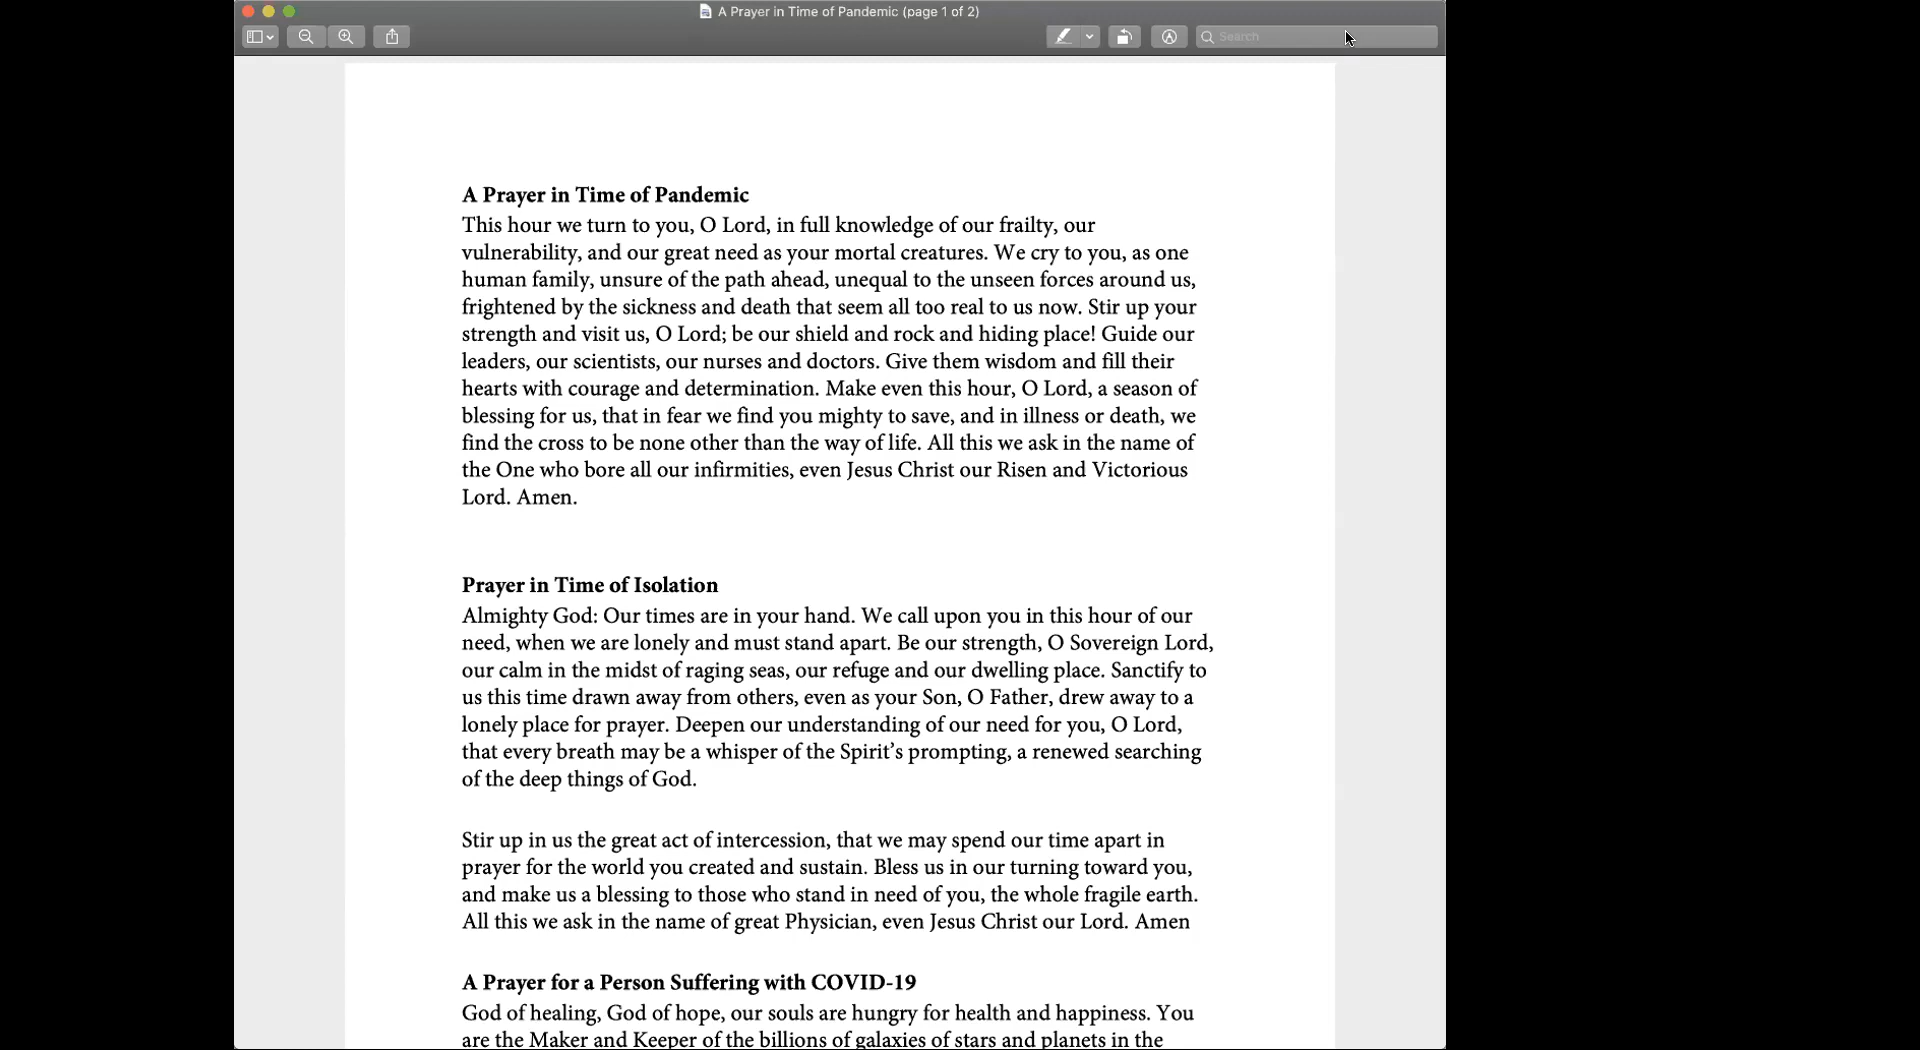 A Prayer in Time of Pandemic (page 1 of 2)
Search
A Prayer in Time of Pandemic
This hour we turn to you, O Lord, in full knowledge of our frailty, our
vulnerability, and our great need as your mortal creatures. We cry to you, as one
human family, unsure of the path ahead, unequal to the unseen forces around us,
frightened by the sickness and death that seem all too real to us now. Stir up your
strength and visit us, O Lord; be our shield and rock and hiding place! Guide our
leaders, our scientists, our nurses and doctors. Give them wisdom and fill their
hearts with courage and determination. Make even this hour, O Lord, a season of
blessing for us, that in fear we find you mighty to save, and in illness or death, we
find the cross to be none other than the way of life. All this we ask in the name of
the One who bore all our infirmities, even Jesus Christ our Risen and Victorious
Lord. Amen.
Prayer in Time of Isolation
Almighty God: Our times are in your hand. We call upon you in this hour of our
need, when we are lonely and must stand apart. Be our strength, O Sovereign Lord,
our calm in the midst of raging seas, our refuge and our dwelling place. Sanctify to
us this time drawn away from others, even as your Son, O Father, drew away to a
lonely place for prayer. Deepen our understanding of our need for you, O Lord,
that every breath may be a whisper of the Spirit’s prompting, a renewed searching
of the deep things of God.
Stir up in us the great act of intercession, that we may spend our time apart in
prayer for the world you created and sustain. Bless us in our turning toward you,
and make us a blessing to those who stand in need of you, the whole fragile earth.
All this we ask in the name of great Physician, even Jesus Christ our Lord. Amen
A Prayer for a Person Suffering with COVID-19
God of healing, God of hope, our souls are hungry for health and happiness. You
are the Maker and Keeper of the billions of galaxies of stars and planets in the